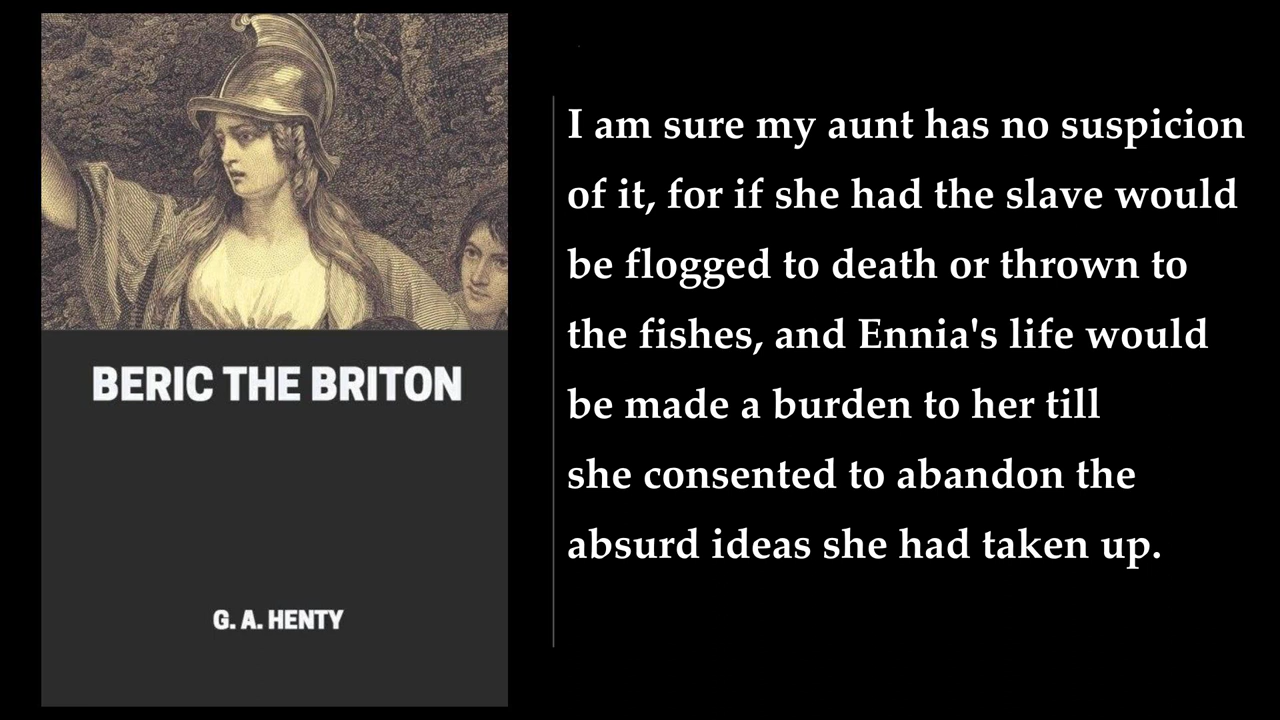 BERIC THE BRITON
G. A. HENTY
I am sure my aunt has no suspicion
of it, for if she had the slave would
be flogged to death or thrown to
the fishes, and Ennia's life would
be made a burden to her till
she consented to abandon the
absurd ideas she had taken up.